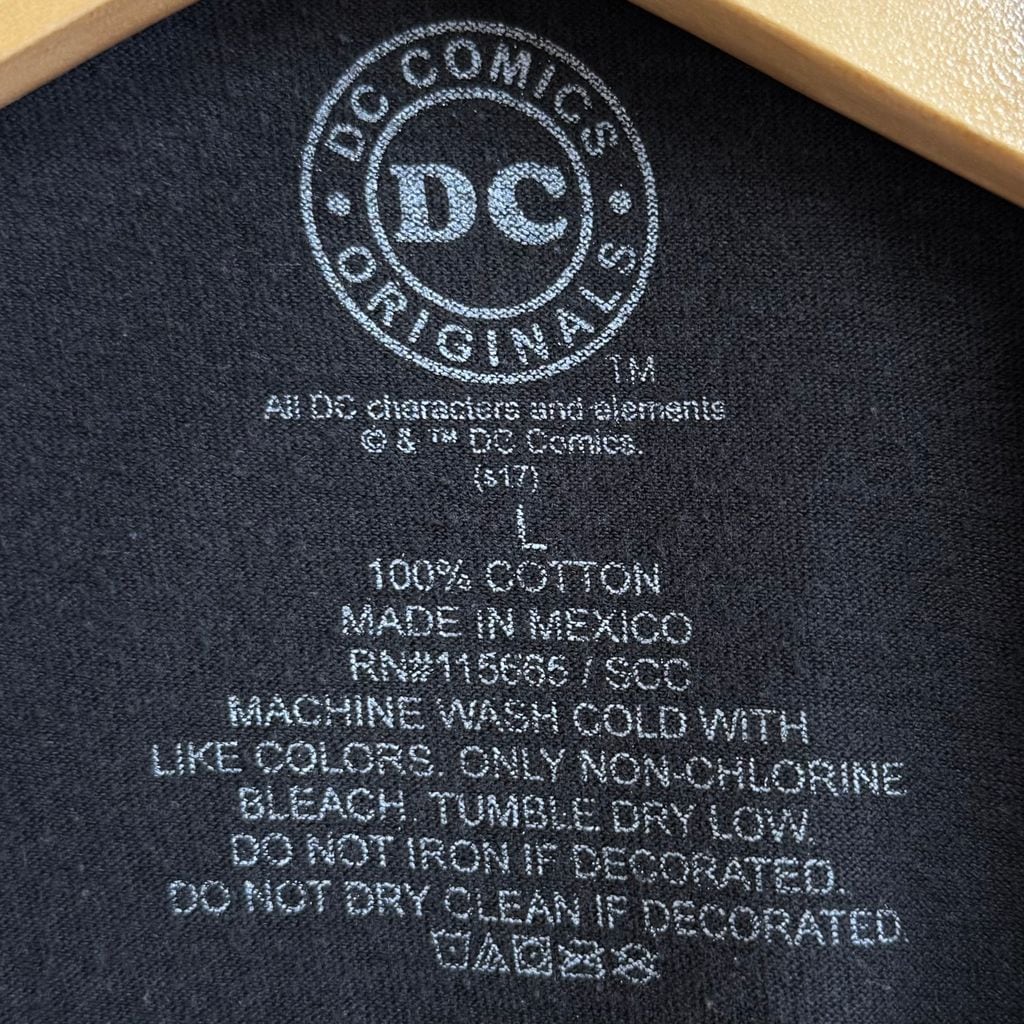 DC COMICS
DC
ORIGINALS
TM
All DC characters and elements
© & ™ DC Comics.
(s17)
L
100% COTTON
MADE IN MEXICO
RN#115665 / SCC
MACHINE WASH COLD WITH
LIKE COLORS. ONLY NON-CHLORINE
BLEACH. TUMBLE DRY LOW.
DO NOT IRON IF DECORATED.
DO NOT DRY CLEAN IF DECORATED.